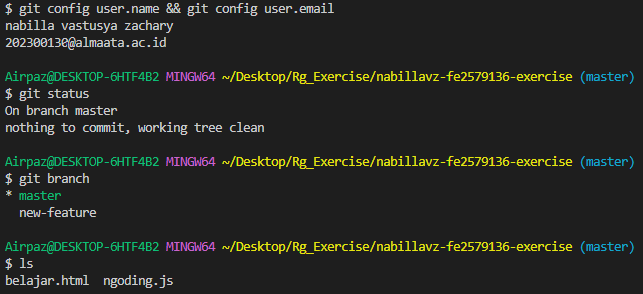 $ git config user.name && git config user.email
nabilla vastusya zachary
202300130@almaata.ac.id
Airpaz@DESKTOP-6HTF4B2 MINGW64 ~/Desktop/Rg_Exercise/nabillavz-fe2579136-exercise (master)
$ git status
On branch master
nothing to commit, working tree clean
Airpaz@DESKTOP-6HTF4B2 MINGW64 ~/Desktop/Rg_Exercise/nabillavz-fe2579136-exercise (master)
$ git branch
* master
  new-feature
Airpaz@DESKTOP-6HTF4B2 MINGW64 ~/Desktop/Rg_Exercise/nabillavz-fe2579136-exercise (master)
$ ls
belajar.html  ngoding.js